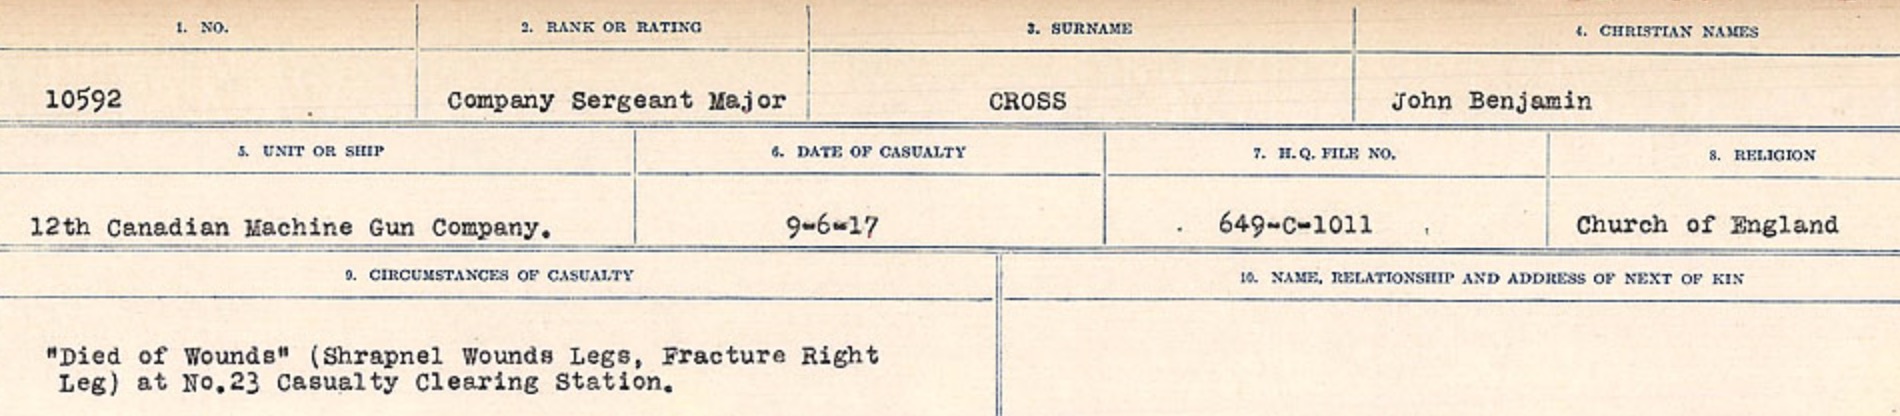 1. NO. 2. RANK OR RATING 3. SURNAME 4. CHRISTIAN NAMES
10592 Company Sergeant Major CROSS John Benjamin
5. UNIT OR SHIP 6. DATE OF CASUALTY 7. H.Q. FILE NO. 8. RELIGION
12th Canadian Machine Gun Company. 9-6-17 649-C-1011 Church of England
9. CIRCUMSTANCES OF CASUALTY 10. NAME, RELATIONSHIP AND ADDRESS OF NEXT OF KIN
"Died of Wounds" (Shrapnel Wounds Legs, Fracture Right
Leg) at No.23 Casualty Clearing Station.